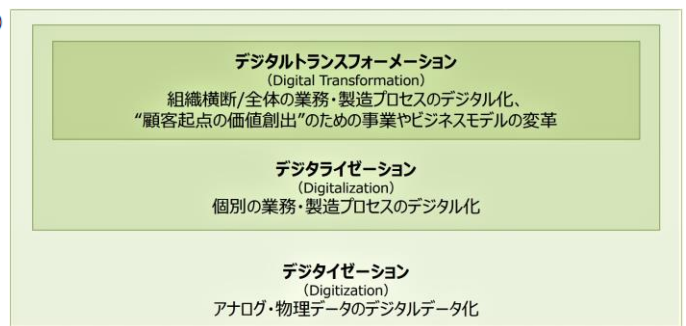 デジタルトランスフォーメーション
（Digital Transformation）
組織横断/全体の業務・製造プロセスのデジタル化、
“顧客起点の価値創出”のための事業やビジネスモデルの変革
デジタライゼーション
（Digitalization）
個別の業務・製造プロセスのデジタル化
デジタイゼーション
（Digitization）
アナログ・物理データのデジタルデータ化